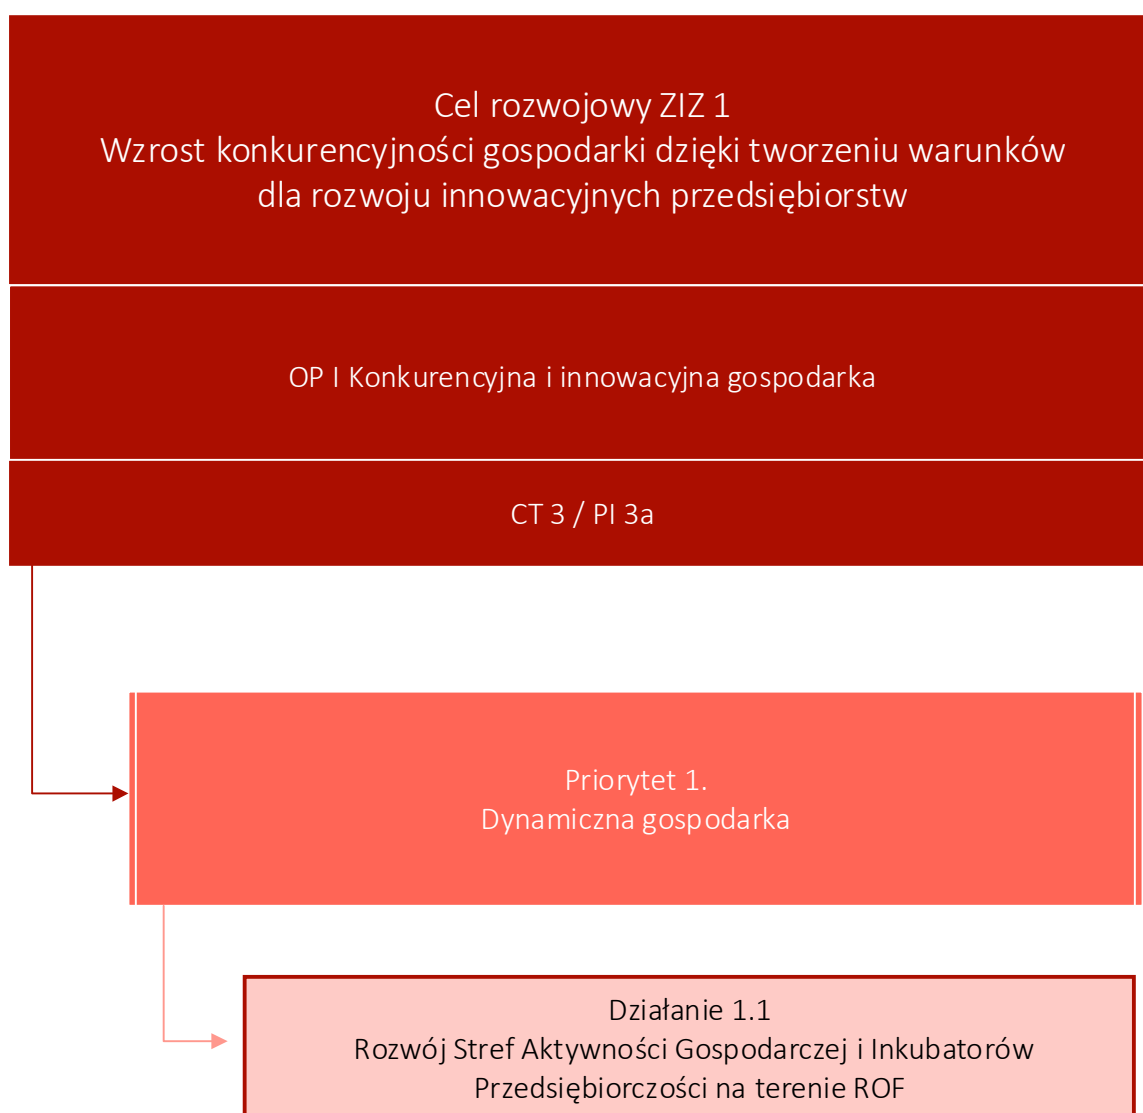 Cel rozwojowy ZIZ 1
Wzrost konkurencyjności gospodarki dzięki tworzeniu warunków
dla rozwoju innowacyjnych przedsiębiorstw
OP I Konkurencyjna i innowacyjna gospodarka
CT 3 / PI 3a
Priorytet 1.
Dynamiczna gospodarka
Działanie 1.1
Rozwój Stref Aktywności Gospodarczej i Inkubatorów
Przedsiębiorczości na terenie ROF